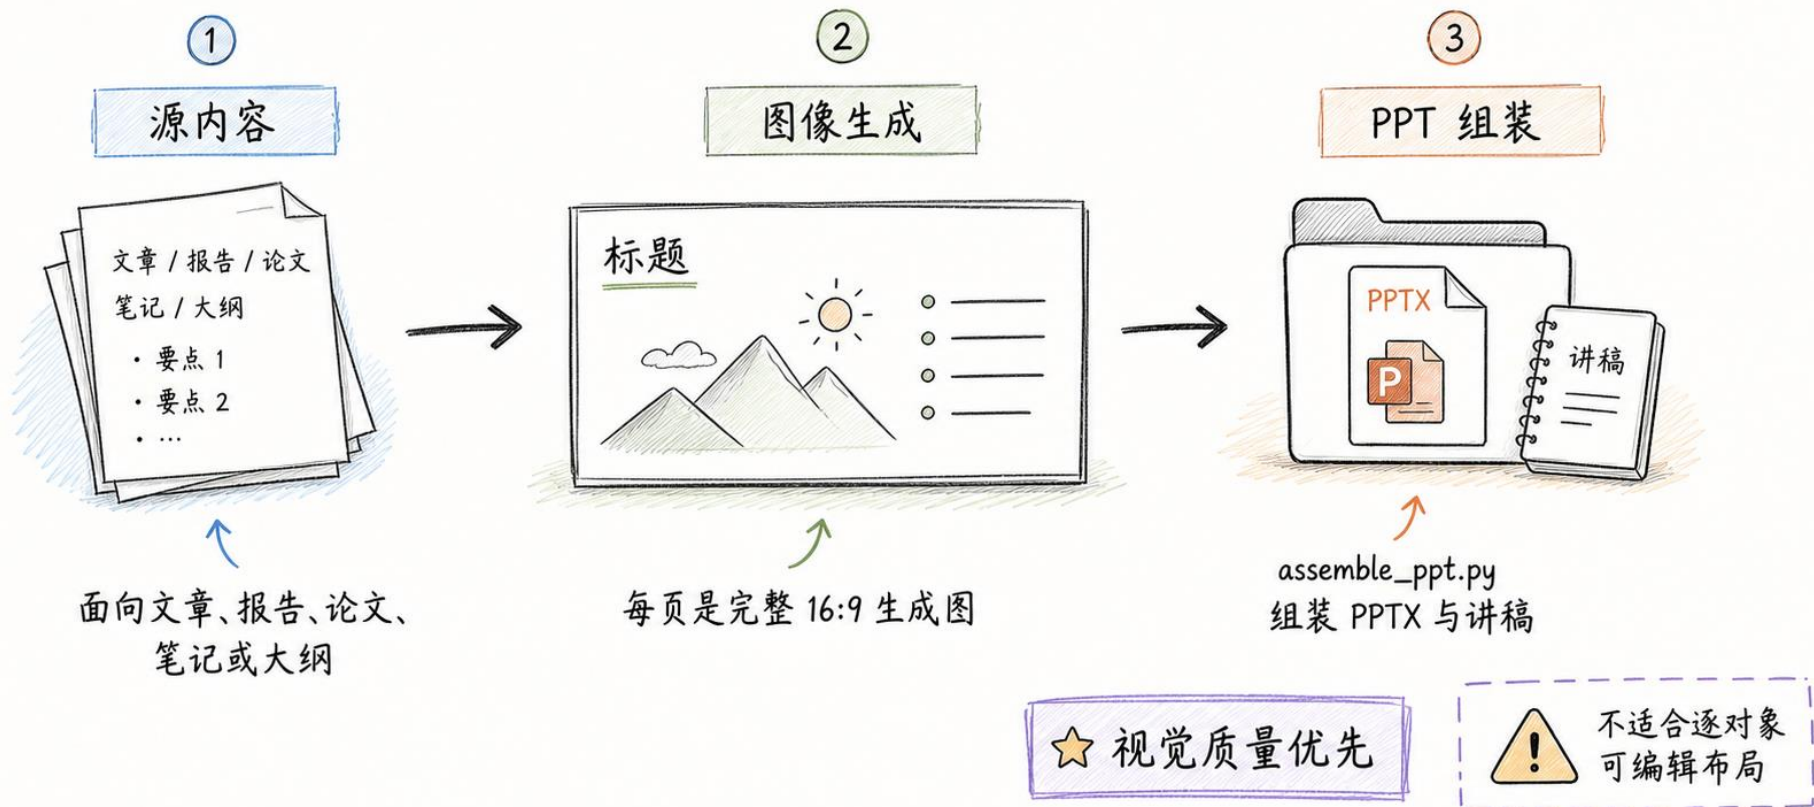 1
源内容
文章 / 报告 / 论文
笔记 / 大纲
• 要点 1
• 要点 2
• ...
面向文章、报告、论文、
笔记或大纲
2
图像生成
标题
每页是完整 16:9 生成图
3
PPT 组装
PPTX
P
讲稿
assemble_ppt.py
组装 PPTX 与讲稿
视觉质量优先
!
不适合逐对象
可编辑布局